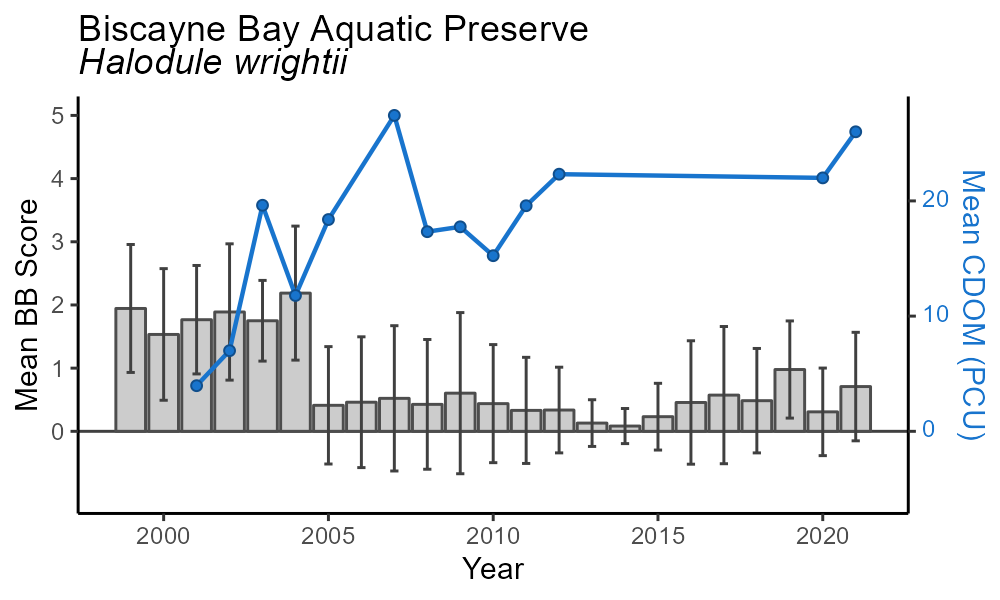 Biscayne Bay Aquatic Preserve
Halodule wrightii
Mean BB Score
5
4
3
2
1
0
20
10
0
Mean CDOM (PCU)
2000
2005
2010
2015
2020
Year